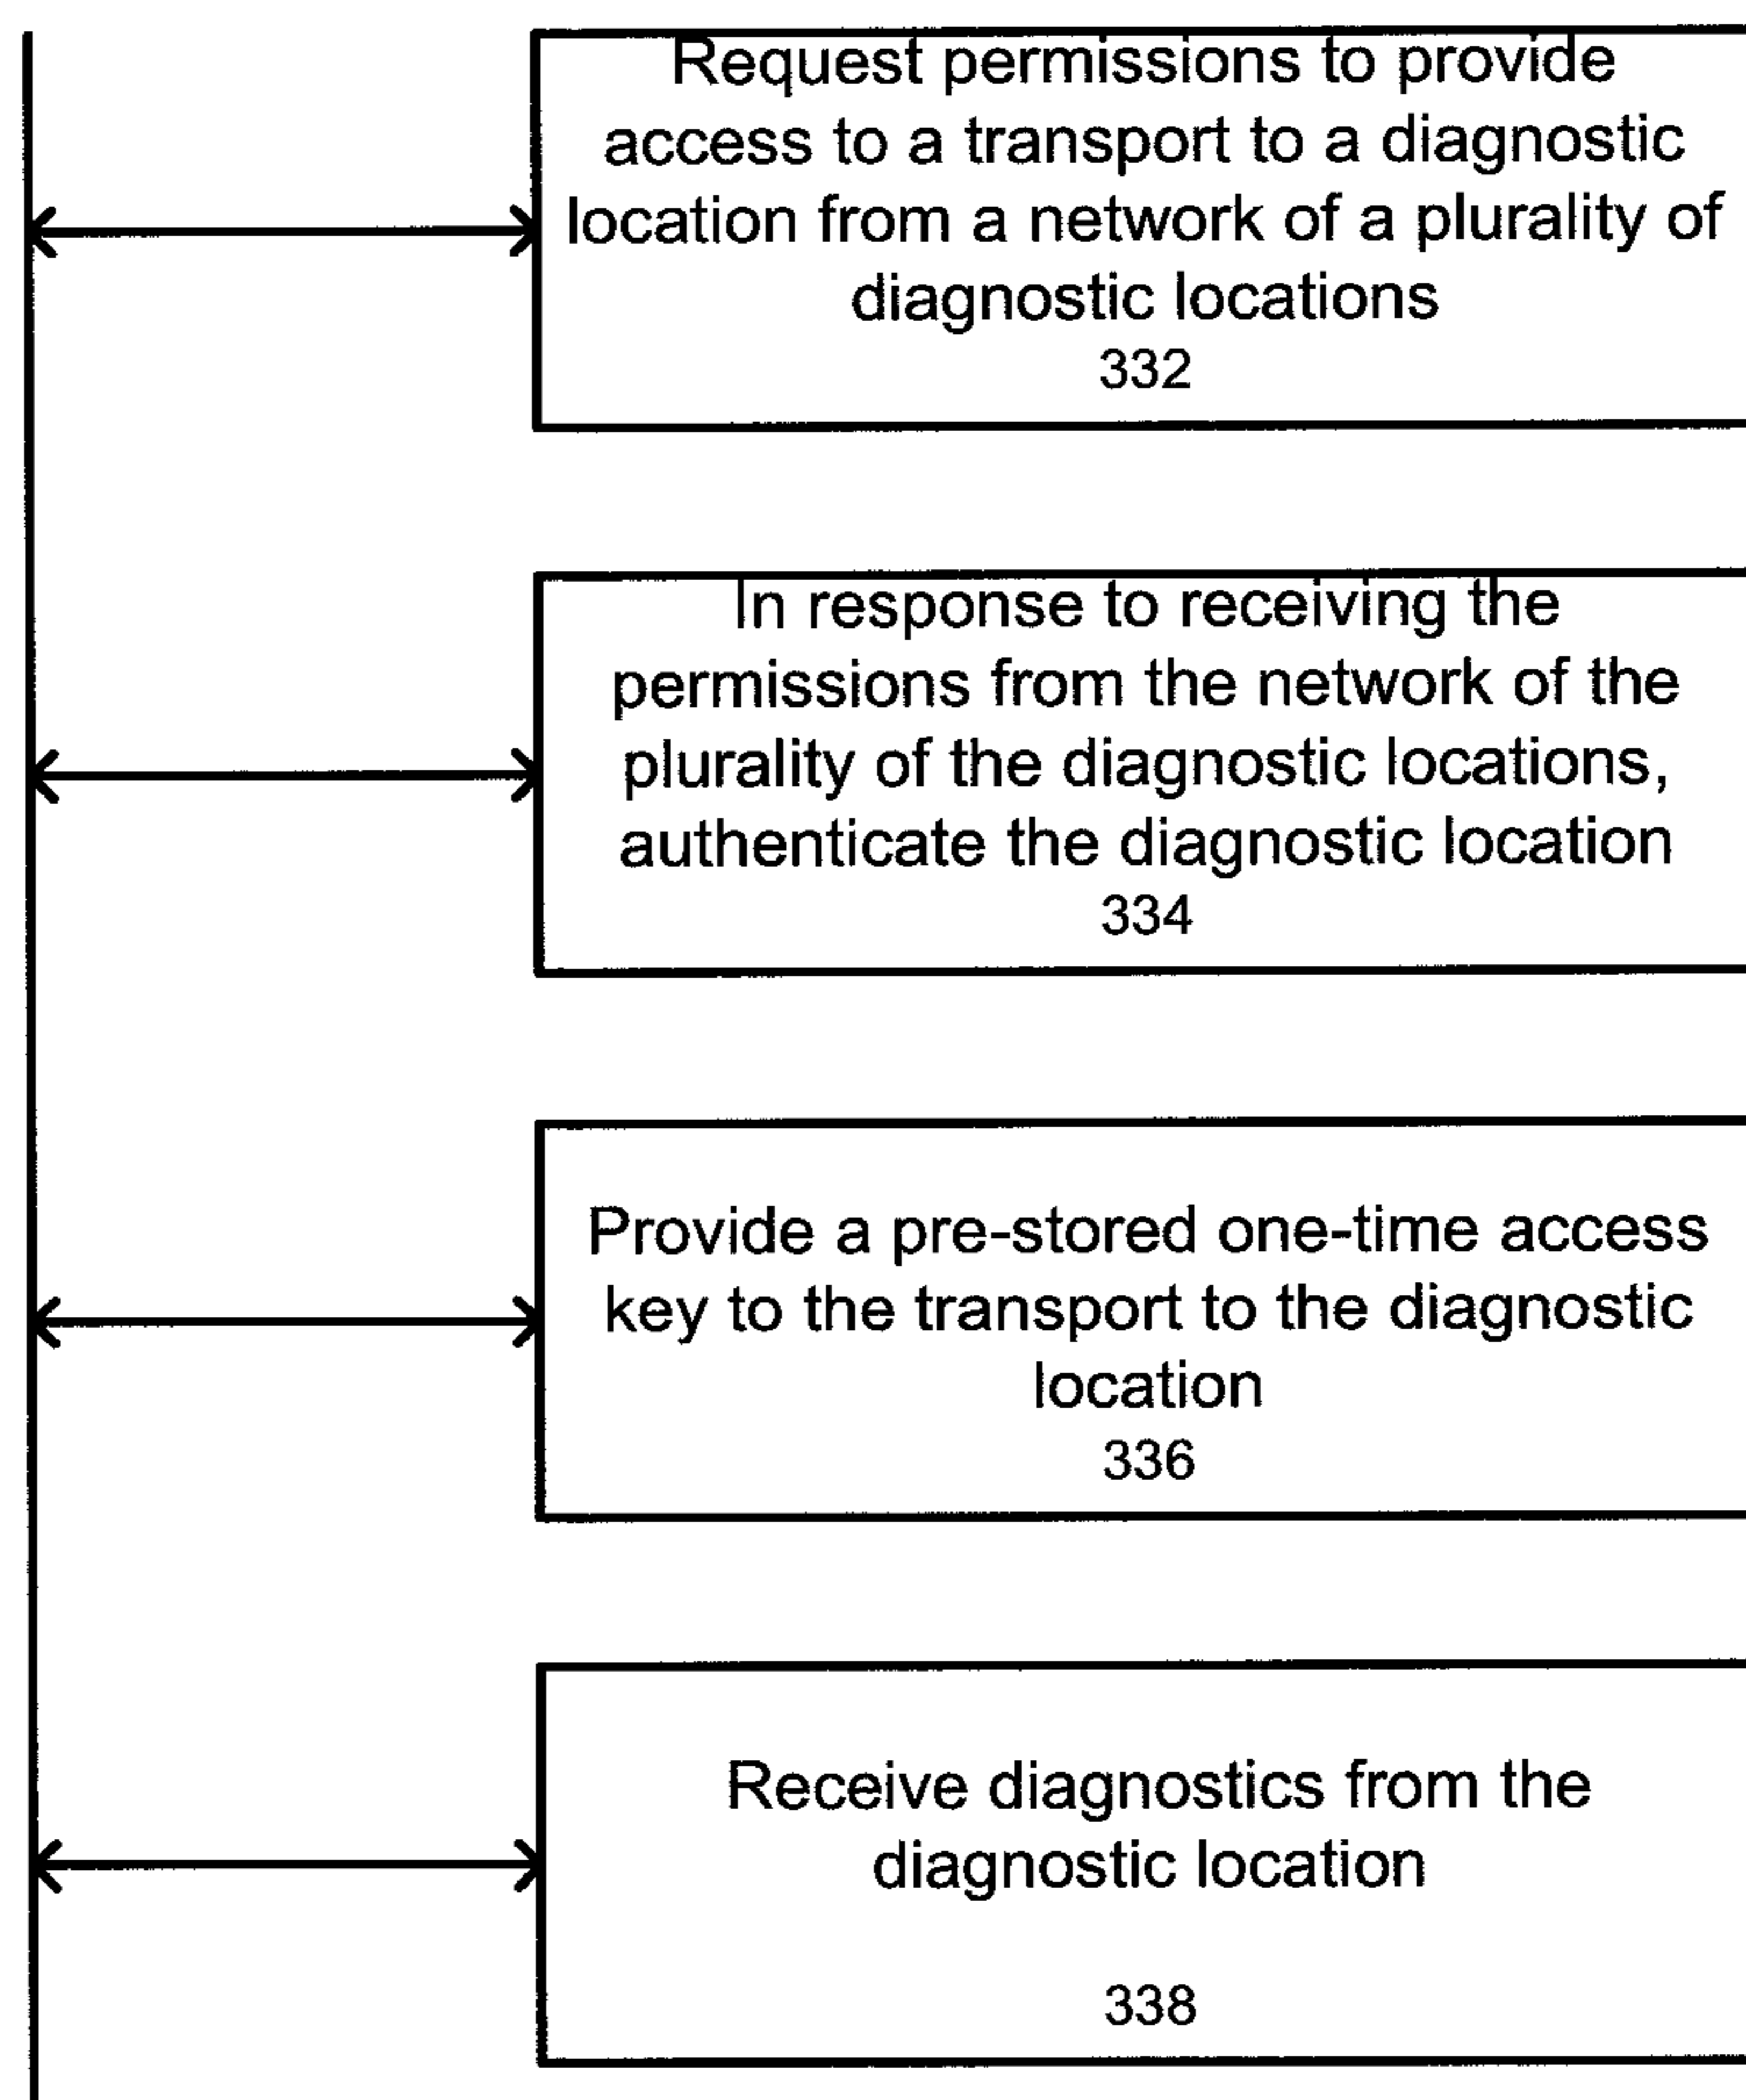 Request permissions to provide
access to a transport to a diagnostic
location from a network of a plurality of
diagnostic locations
332
In response to receiving the
permissions from the network of the
plurality of the diagnostic locations,
authenticate the diagnostic location
334
Provide a pre-stored one-time access
key to the transport to the diagnostic
location
336
Receive diagnostics from the
diagnostic location
338